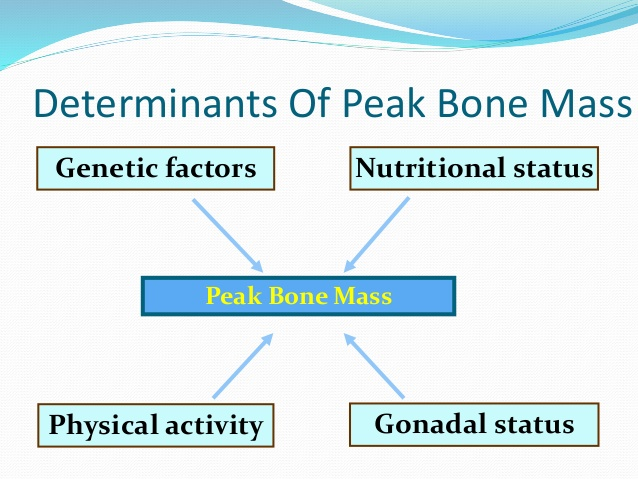 Determinants Of Peak Bone Mass
Genetic factors
Nutritional status
Peak Bone Mass
Physical activity
Gonadal status